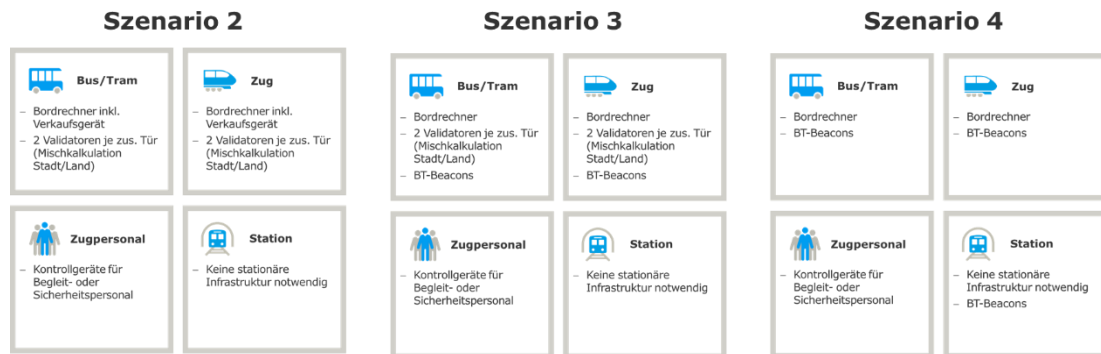 Szenario 2
Bus/Tram
– Bordrechner inkl.
Verkaufsgerät
– 2 Validatoren je zus. Tür
(Mischkalkulation
Stadt/Land)
Zug
– Bordrechner inkl.
Verkaufsgerät
– 2 Validatoren je zus. Tür
(Mischkalkulation
Stadt/Land)
Zugpersonal
– Kontrollgeräte für
Begleit- oder
Sicherheitspersonal
Station
– Keine stationäre
Infrastruktur notwendig
Szenario 3
Bus/Tram
– Bordrechner
– 2 Validatoren je zus. Tür
(Mischkalkulation
Stadt/Land)
– BT-Beacons
Zug
– Bordrechner
– 2 Validatoren je zus. Tür
(Mischkalkulation
Stadt/Land)
– BT-Beacons
Zugpersonal
– Kontrollgeräte für
Begleit- oder
Sicherheitspersonal
Station
– Keine stationäre
Infrastruktur notwendig
Szenario 4
Bus/Tram
– Bordrechner
– BT-Beacons
Zug
– Bordrechner
– BT-Beacons
Zugpersonal
– Kontrollgeräte für
Begleit- oder
Sicherheitspersonal
Station
– Keine stationäre
Infrastruktur notwendig
– BT-Beacons